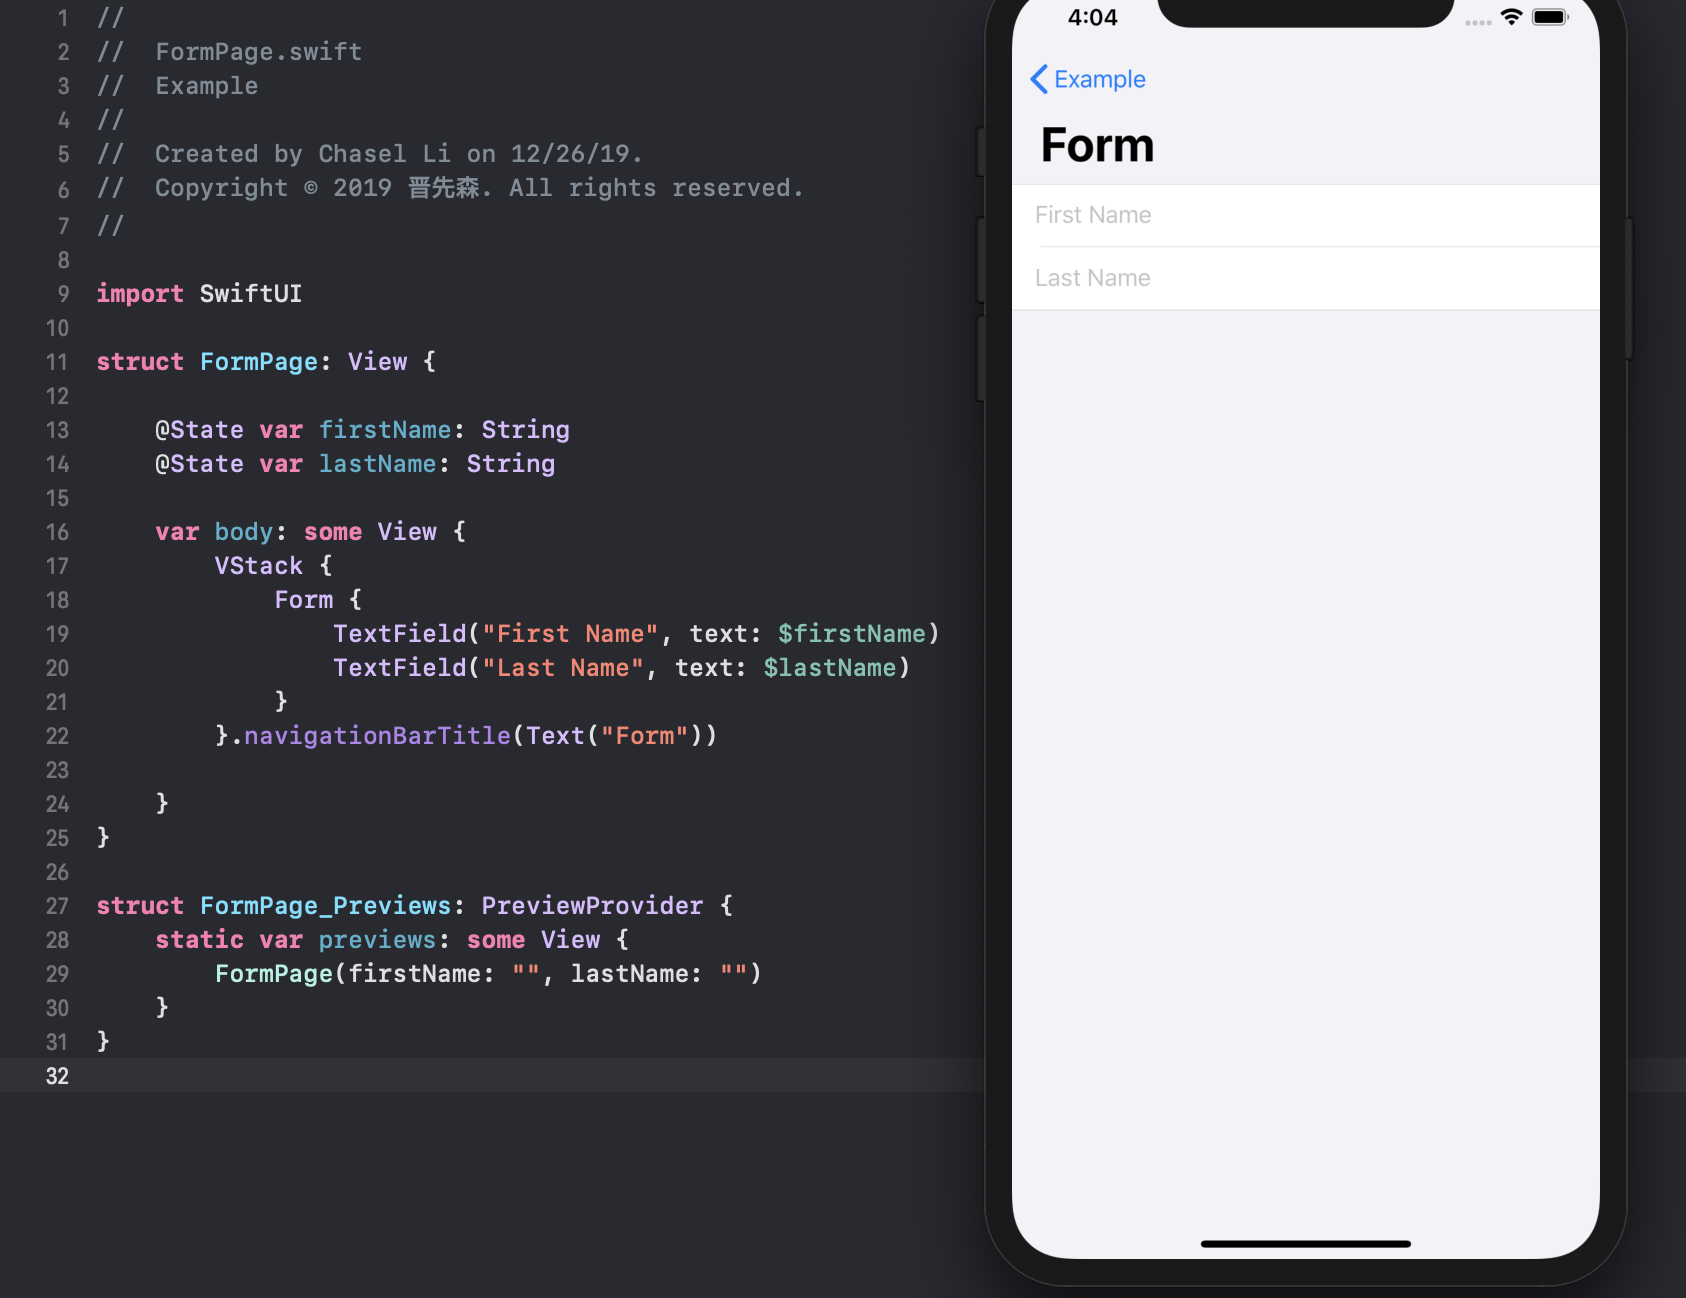 1 //
2 //  FormPage.swift
3 //  Example
4 //
5 //  Created by Chasel Li on 12/26/19.
6 //  Copyright © 2019 晋先森. All rights reserved.
7 //
8
9 import SwiftUI
10
11 struct FormPage: View {
12
13     @State var firstName: String
14     @State var lastName: String
15
16     var body: some View {
17         VStack {
18             Form {
19                 TextField("First Name", text: $firstName)
20                 TextField("Last Name", text: $lastName)
21             }
22         }.navigationBarTitle(Text("Form"))
23
24     }
25 }
26
27 struct FormPage_Previews: PreviewProvider {
28     static var previews: some View {
29         FormPage(firstName: "", lastName: "")
30     }
31 }
32
4:04
Example
Form
First Name
Last Name